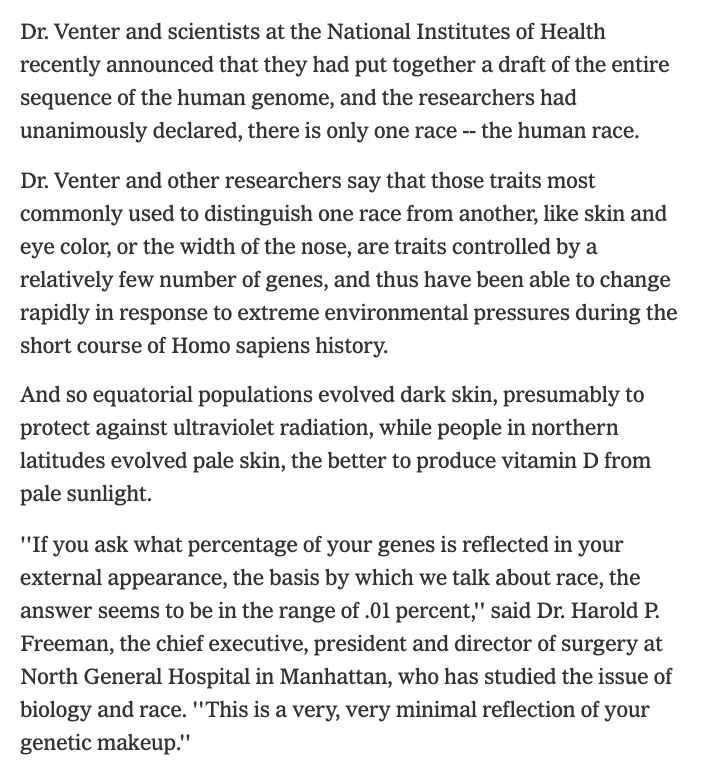 Dr. Venter and scientists at the National Institutes of Health
recently announced that they had put together a draft of the entire
sequence of the human genome, and the researchers had
unanimously declared, there is only one race -- the human race.
Dr. Venter and other researchers say that those traits most
commonly used to distinguish one race from another, like skin and
eye color, or the width of the nose, are traits controlled by a
relatively few number of genes, and thus have been able to change
rapidly in response to extreme environmental pressures during the
short course of Homo sapiens history.
And so equatorial populations evolved dark skin, presumably to
protect against ultraviolet radiation, while people in northern
latitudes evolved pale skin, the better to produce vitamin D from
pale sunlight.
''If you ask what percentage of your genes is reflected in your
external appearance, the basis by which we talk about race, the
answer seems to be in the range of .01 percent,'' said Dr. Harold P.
Freeman, the chief executive, president and director of surgery at
North General Hospital in Manhattan, who has studied the issue of
biology and race. ''This is a very, very minimal reflection of your
genetic makeup.''